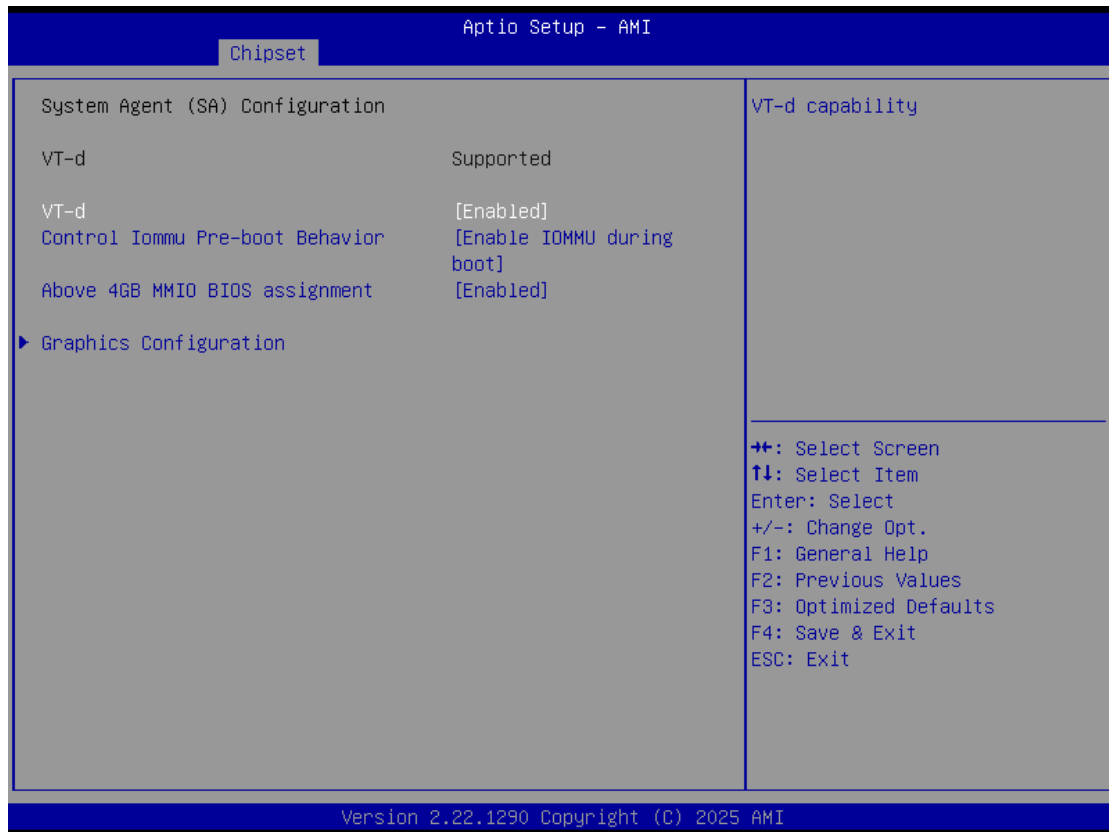 Aptio Setup – AMI
Chipset
System Agent (SA) Configuration
VT-d Supported
VT-d [Enabled]
Control Iommu Pre-boot Behavior [Enable IOMMU during
boot]
Above 4GB MMIO BIOS assignment [Enabled]
Graphics Configuration
VT-d capability
→←: Select Screen
↑↓: Select Item
Enter: Select
+/-: Change Opt.
F1: General Help
F2: Previous Values
F3: Optimized Defaults
F4: Save & Exit
ESC: Exit
Version 2.22.1290 Copyright (C) 2025 AMI